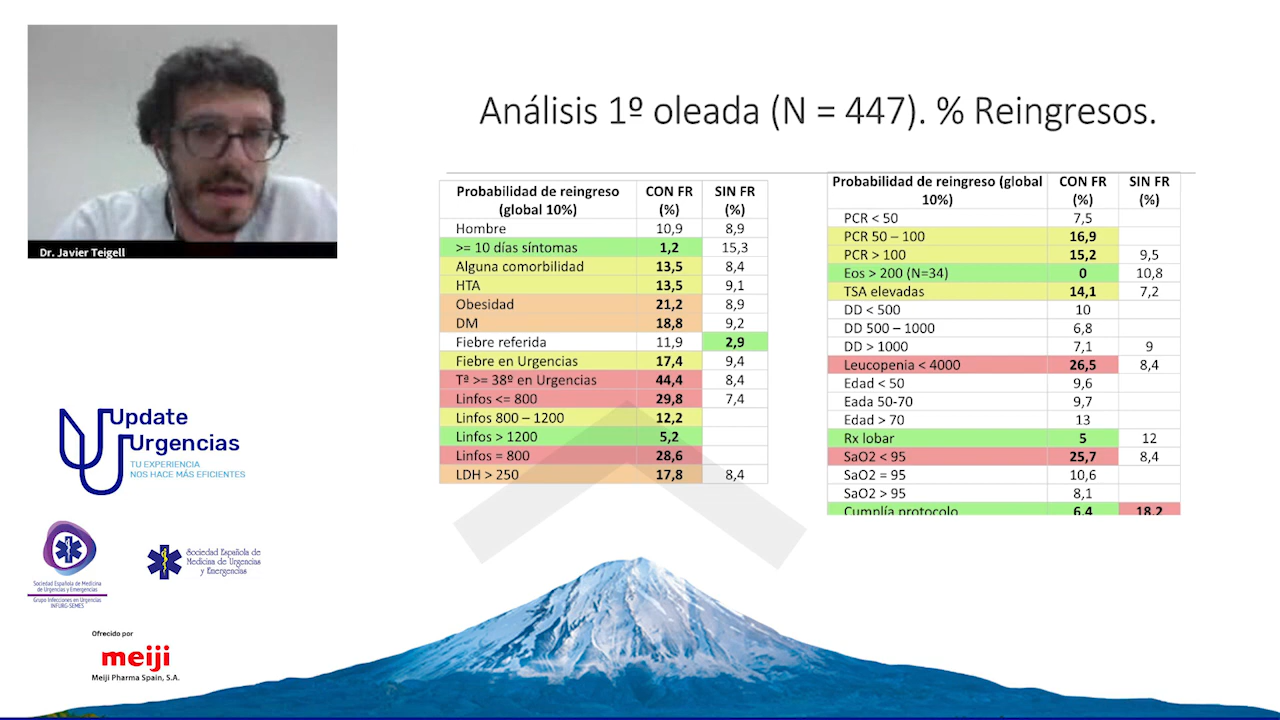 Análisis 1º oleada (N = 447). % Reingresos.
Dr. Javier Teigell
Probabilidad de reingreso (global 10%) CON FR (%) SIN FR (%)
Hombre 10,9 8,9
>= 10 días síntomas 1,2 15,3
Alguna comorbilidad 13,5 8,4
HTA 13,5 9,1
Obesidad 21,2 8,9
DM 18,8 9,2
Fiebre referida 11,9 2,9
Fiebre en Urgencias 17,4 9,4
Tª >= 38º en Urgencias 44,4 8,4
Linfos <= 800 29,8 7,4
Linfos 800 – 1200 12,2
Linfos > 1200 5,2
Linfos = 800 28,6
LDH > 250 17,8 8,4
Probabilidad de reingreso (global 10%) CON FR (%) SIN FR (%)
PCR < 50 7,5
PCR 50 – 100 16,9
PCR > 100 15,2 9,5
Eos > 200 (N=34) 0 10,8
TSA elevadas 14,1 7,2
DD < 500 10
DD 500 – 1000 6,8
DD > 1000 7,1 9
Leucopenia < 4000 26,5 8,4
Edad < 50 9,6
Eada 50-70 9,7
Edad > 70 13
Rx lobar 5 12
SaO2 < 95 25,7 8,4
SaO2 = 95 10,6
SaO2 > 95 8,1
Cumplía protocolo 6,4 18,2
Update
Urgencias
TU EXPERIENCIA
NOS HACE MÁS EFICIENTES
Sociedad Española de Medicina
de Urgencias y Emergencias
Grupo Infecciones en Urgencias
INFURG-SEMES
Sociedad Española de
Medicina de Urgencias
y Emergencias
Ofrecido por
meiji
Meiji Pharma Spain, S.A.